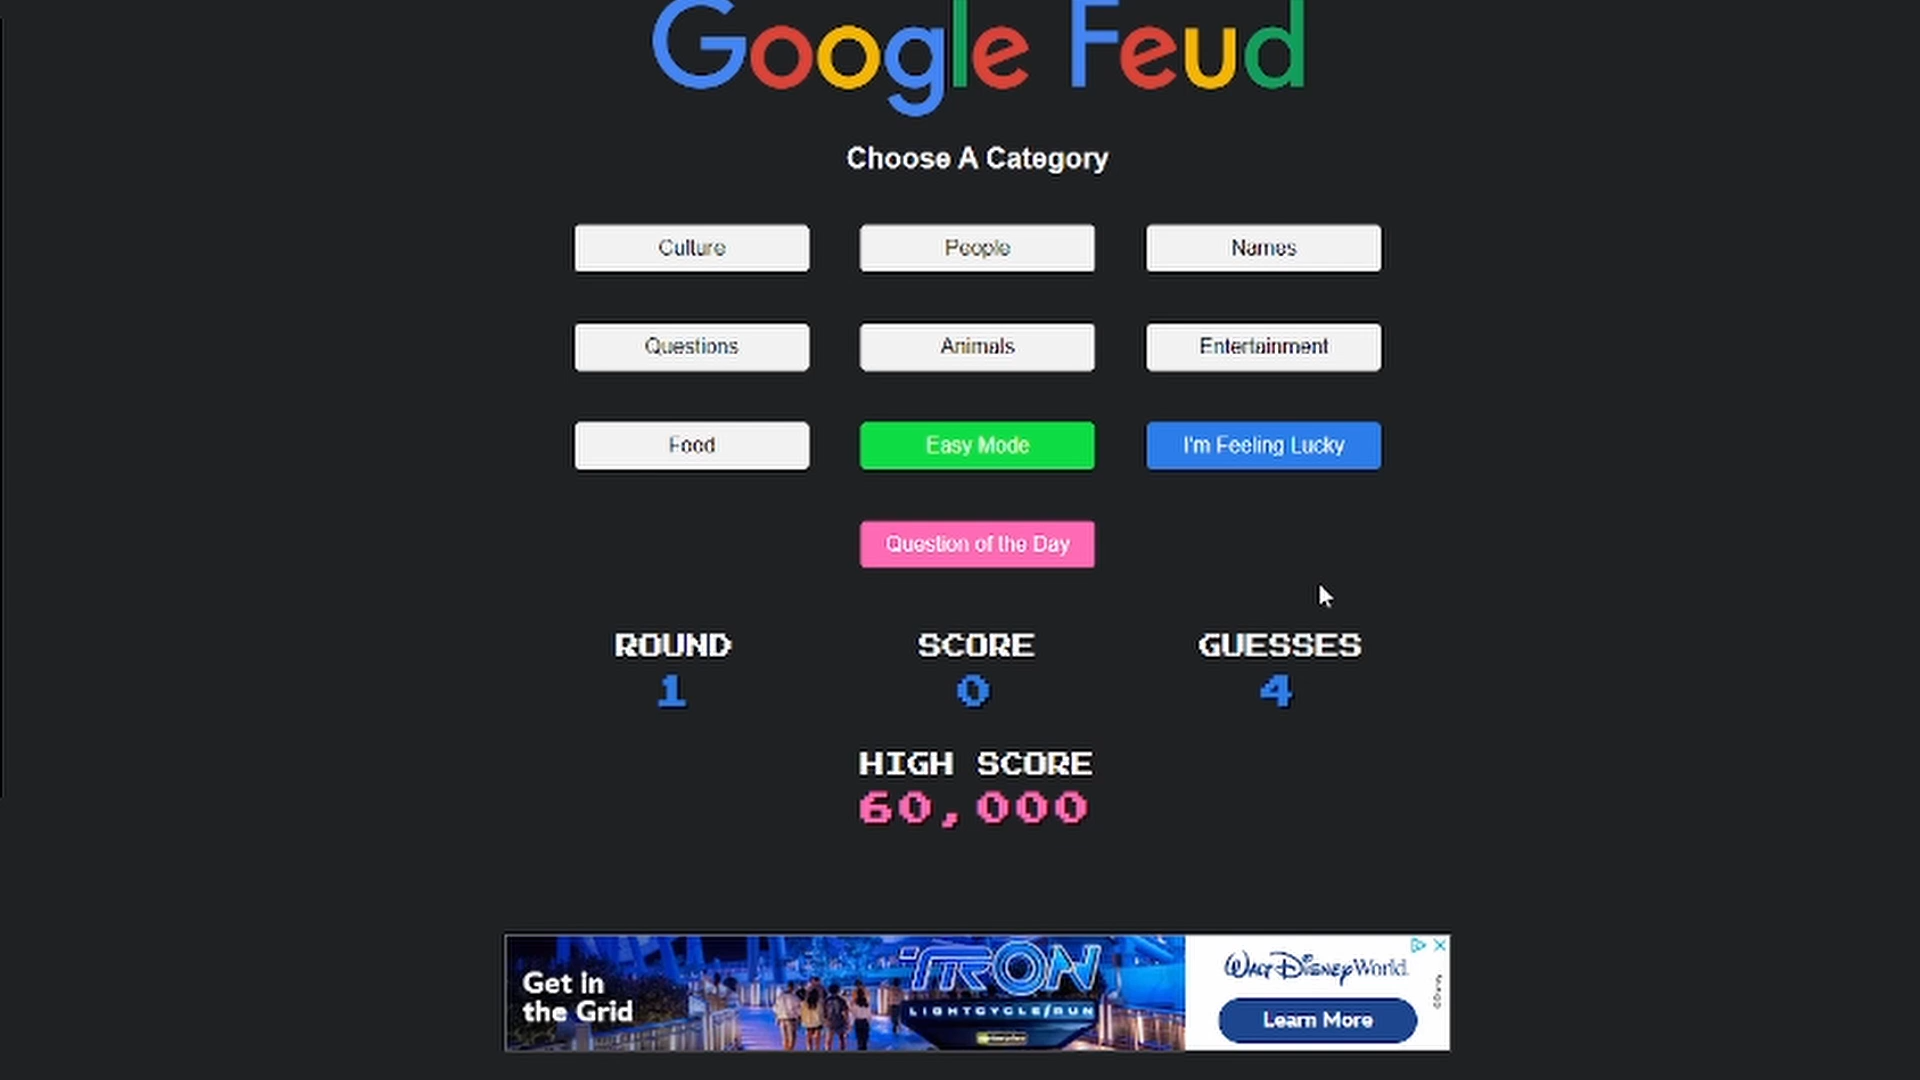 Google Feud
Choose A Category
Culture
People
Names
Questions
Animals
Entertainment
Food
Easy Mode
I'm Feeling Lucky
Question of the Day
ROUND
SCORE
GUESSES
1
0
4
HIGH SCORE
60,000
Get in
the Grid
TRON
LIGHTCYCLE/RUN
Walt Disney World
Learn More
©Disney